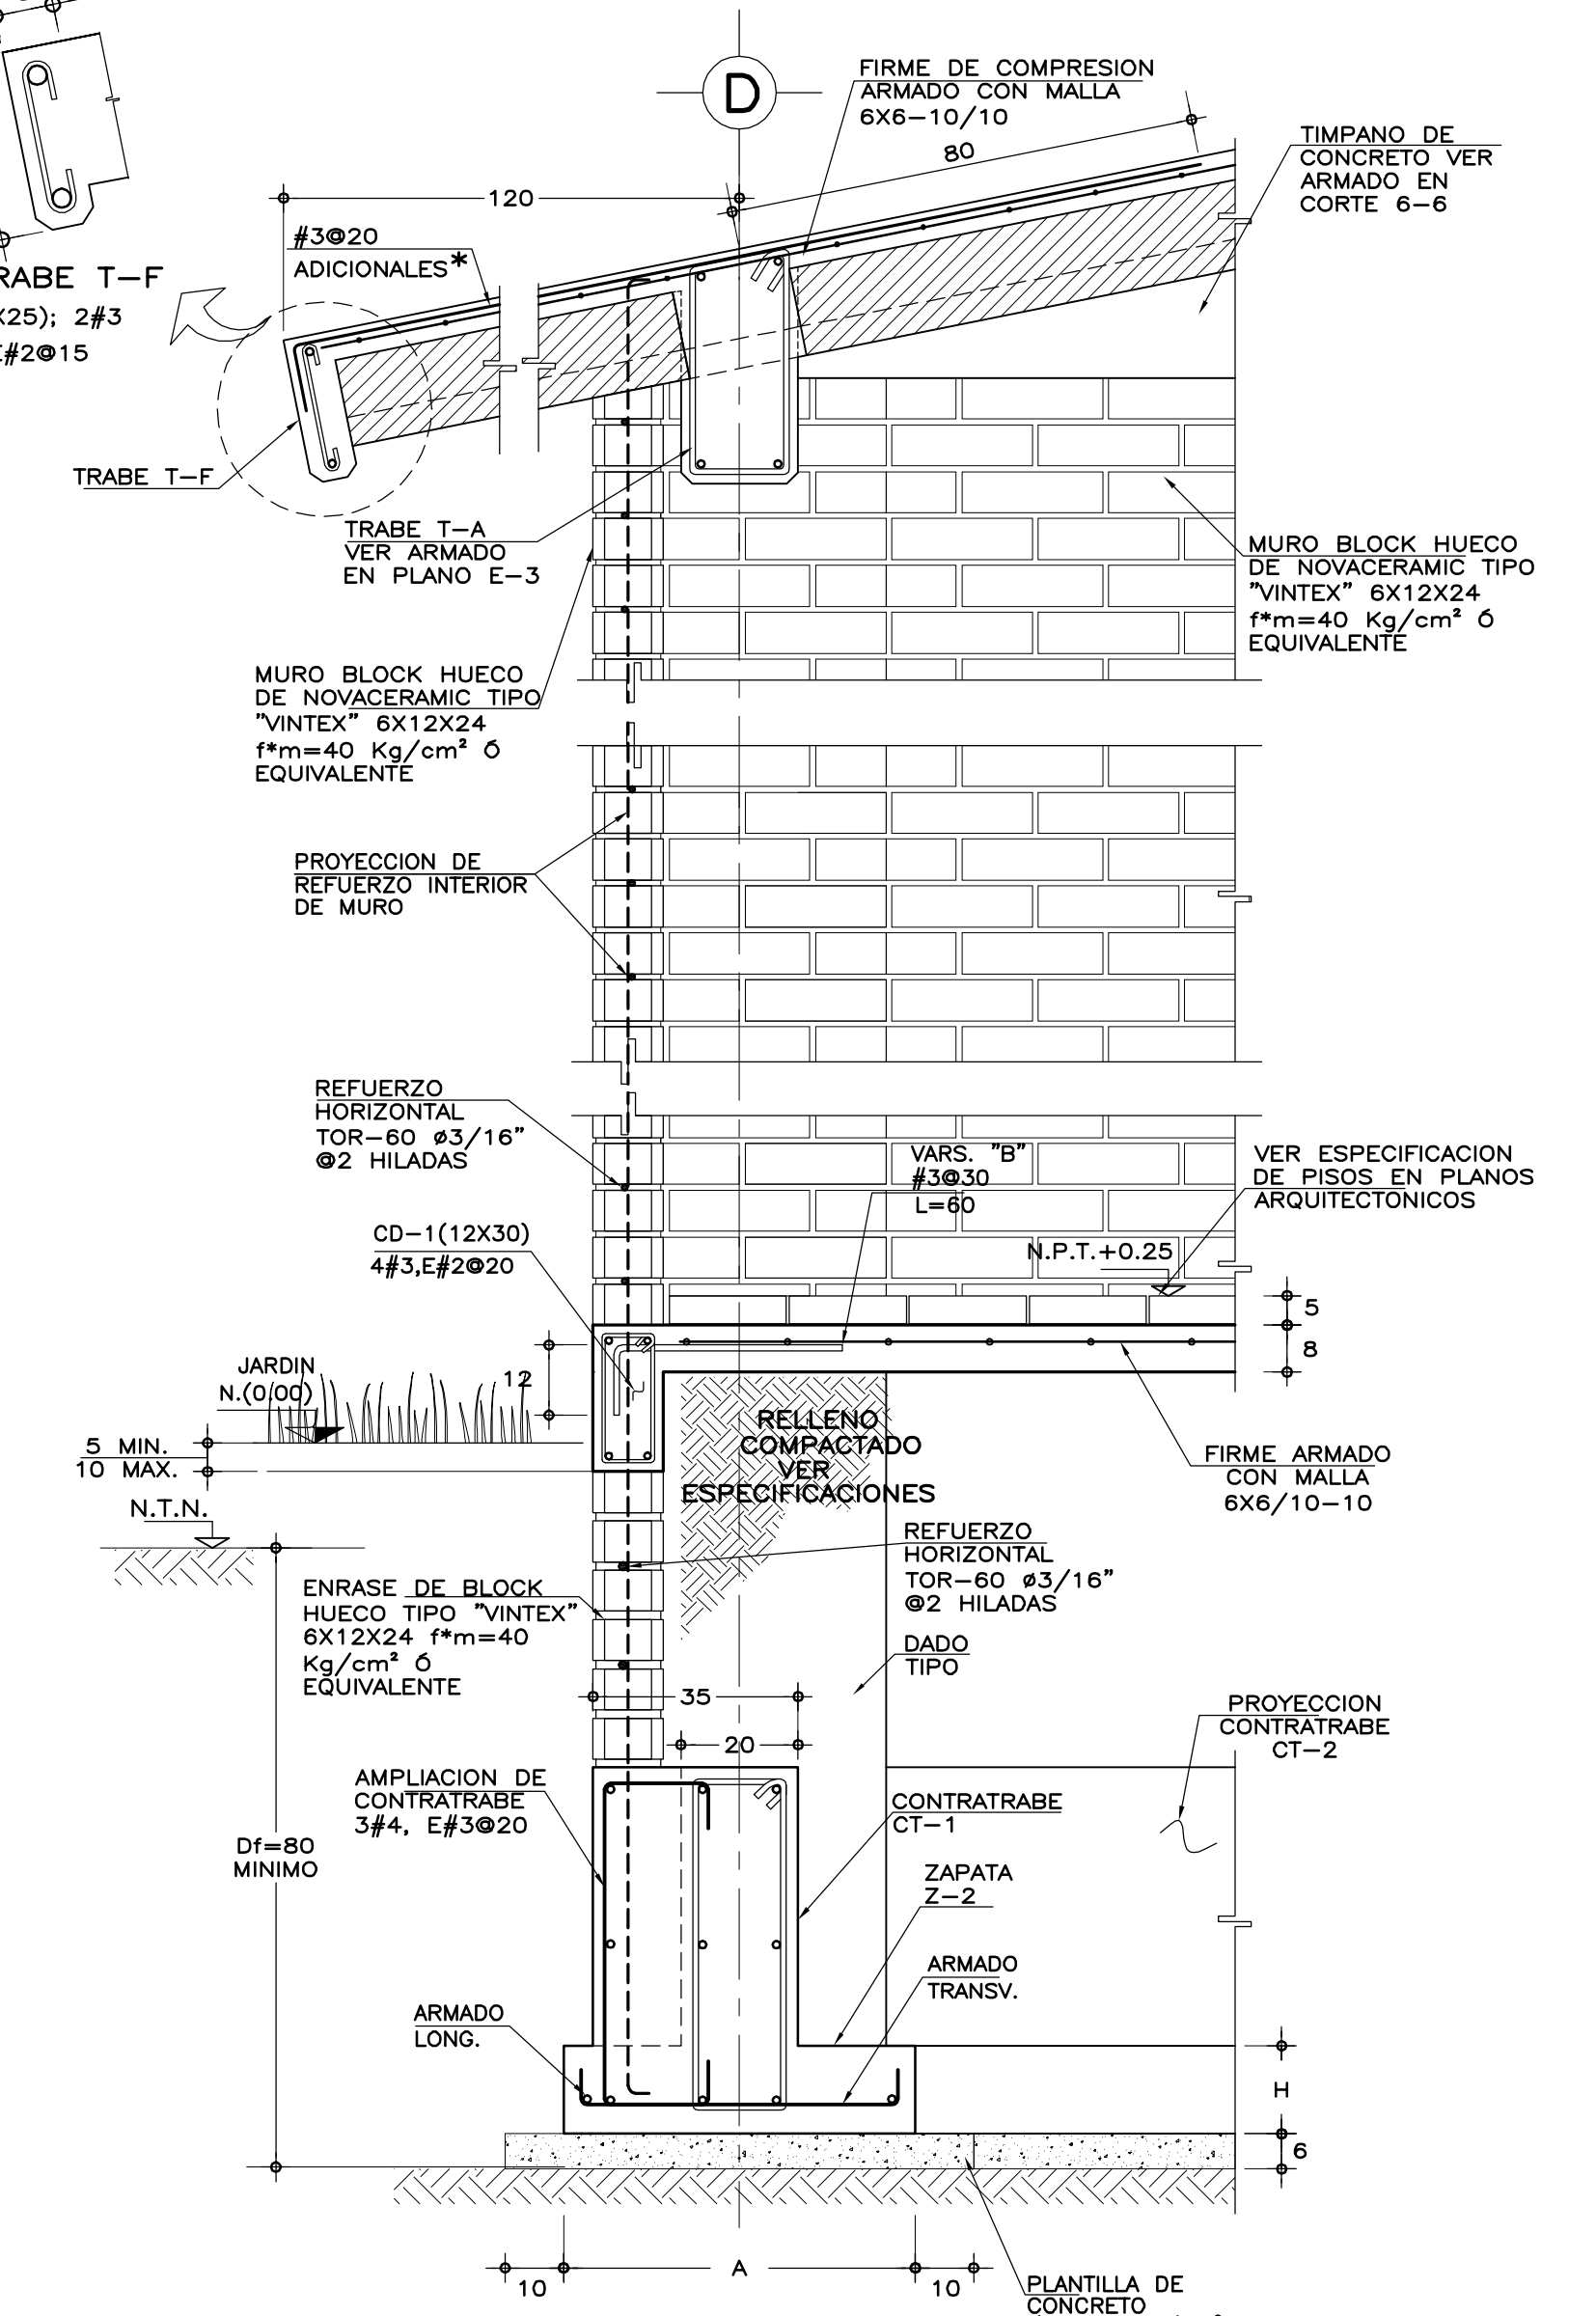 D
FIRME DE COMPRESION
ARMADO CON MALLA
6X6-10/10
80
TIMPANO DE
CONCRETO VER
ARMADO EN
CORTE 6-6
120
#3@20
ADICIONALES*
T-F
2#3
TRABE T-F
TRABE T-A
VER ARMADO
EN PLANO E-3
MURO BLOCK HUECO
DE NOVACERAMIC TIPO
"VINTEX" 6X12X24
f*m=40 Kg/cm² Ó
EQUIVALENTE
MURO BLOCK HUECO
DE NOVACERAMIC TIPO
"VINTEX" 6X12X24
f*m=40 Kg/cm² Ó
EQUIVALENTE
PROYECCION DE
REFUERZO INTERIOR
DE MURO
REFUERZO
HORIZONTAL
TOR-60 ø3/16"
@2 HILADAS
VARS. "B"
#3@30
L=60
VER ESPECIFICACION
DE PISOS EN PLANOS
ARQUITECTONICOS
CD-1(12X30)
4#3,E#2@20
N.P.T.+0.25
5
8
12
JARDIN
N.(0.00)
5 MIN.
10 MAX.
N.T.N.
RELLENO
COMPACTADO
VER
ESPECIFICACIONES
FIRME ARMADO
CON MALLA
6X6/10-10
REFUERZO
HORIZONTAL
TOR-60 ø3/16"
@2 HILADAS
ENRASE DE BLOCK
HUECO TIPO "VINTEX"
6X12X24 f*m=40
Kg/cm² Ó
EQUIVALENTE
DADO
TIPO
35
20
PROYECCION
CONTRATRABE
CT-2
AMPLIACION DE
CONTRATRABE
3#4, E#3@20
CONTRATRABE
CT-1
Df=80
MINIMO
ZAPATA
Z-2
ARMADO
TRANSV.
ARMADO
LONG.
H
6
10
A
10
PLANTILLA DE
CONCRETO